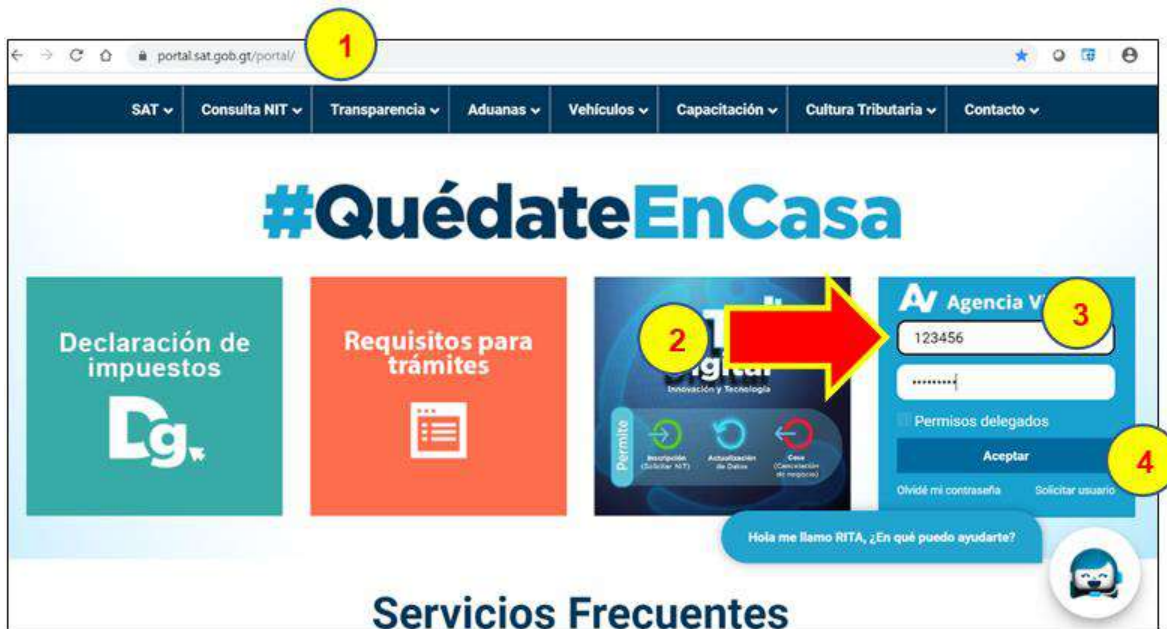 portal.sat.gob.gt/portal/
1
SAT
Consulta NIT
Transparencia
Aduanas
Vehículos
Capacitación
Cultura Tributaria
Contacto
#QuédateEnCasa
Declaración de
impuestos
Dg
Requisitos para
trámites
2
Digital
Innovación y Tecnología
Permite
Inscripción
(Solicitar NIT)
Actualización
de Datos
Cese
(Cancelación
de negocio)
AV Agencia V
3
123456
•••••••••
Permisos delegados
Aceptar
4
Olvidé mi contraseña
Solicitar usuario
Hola me llamo RITA, ¿En qué puedo ayudarte?
Servicios Frecuentes